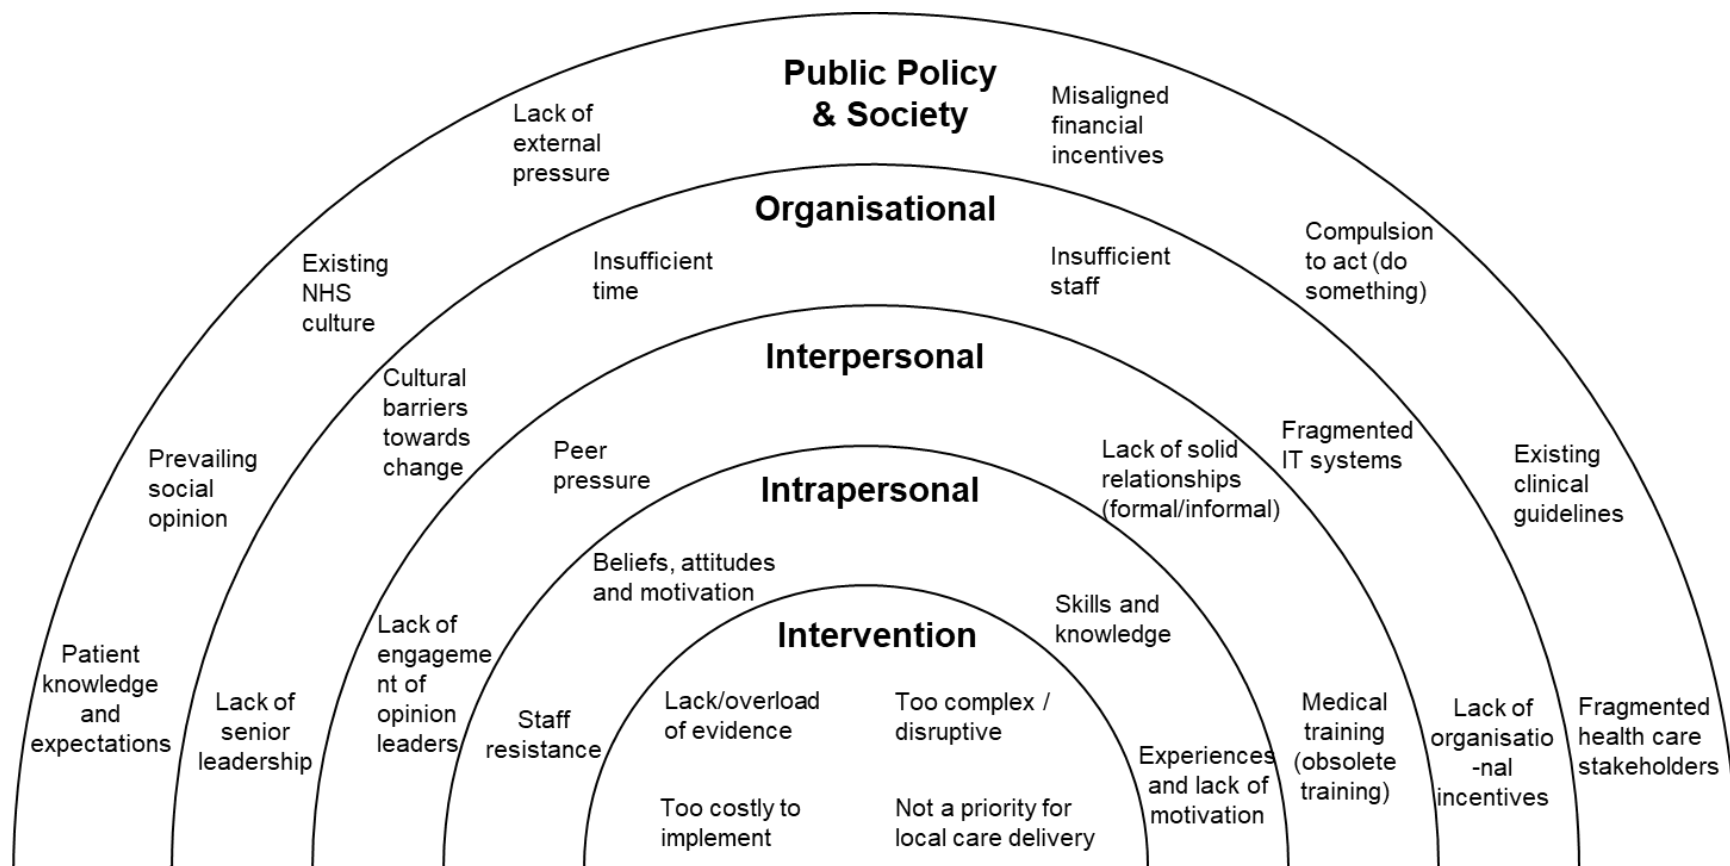 Public Policy
& Society
Lack of
external
pressure
Misaligned
financial
incentives
Existing
NHS
culture
Compulsion
to act (do
something)
Prevailing
social
opinion
Existing
clinical
guidelines
Patient
knowledge
and
expectations
Fragmented
health care
stakeholders
Organisational
Insufficient
time
Insufficient
staff
Cultural
barriers
towards
change
Fragmented
IT systems
Lack of
senior
leadership
Lack of
organisatio
-nal
incentives
Interpersonal
Peer
pressure
Lack of solid
relationships
(formal/informal)
Lack of
engageme
nt of
opinion
leaders
Medical
training
(obsolete
training)
Intrapersonal
Beliefs, attitudes
and motivation
Skills and
knowledge
Staff
resistance
Experiences
and lack of
motivation
Intervention
Lack/overload
of evidence
Too complex /
disruptive
Too costly to
implement
Not a priority for
local care delivery